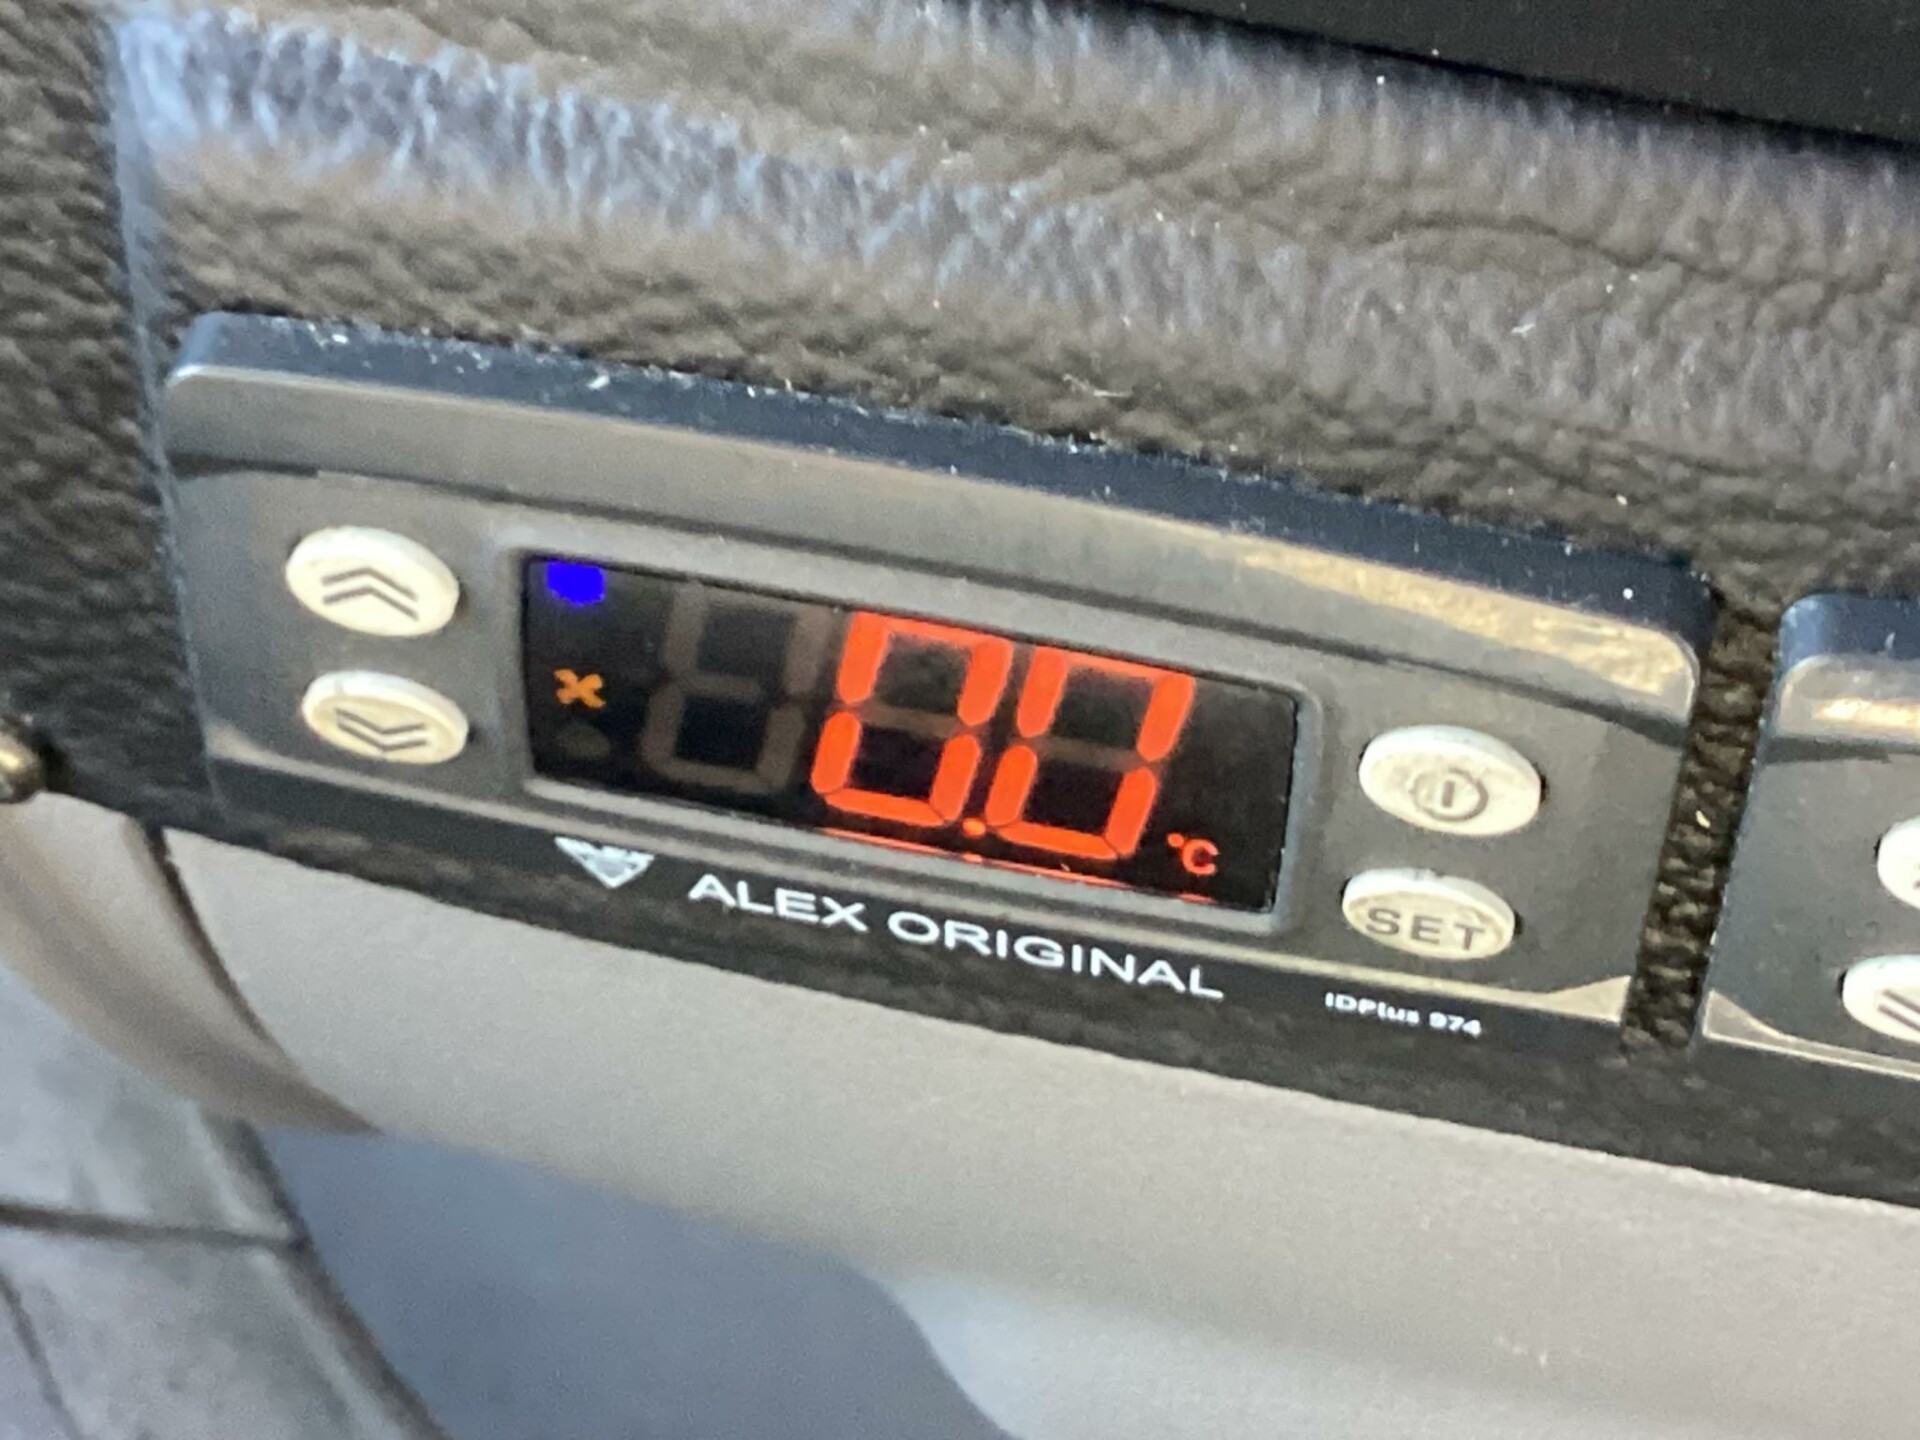 0.0 °C
ALEX ORIGINAL
SET
IDPlus 974